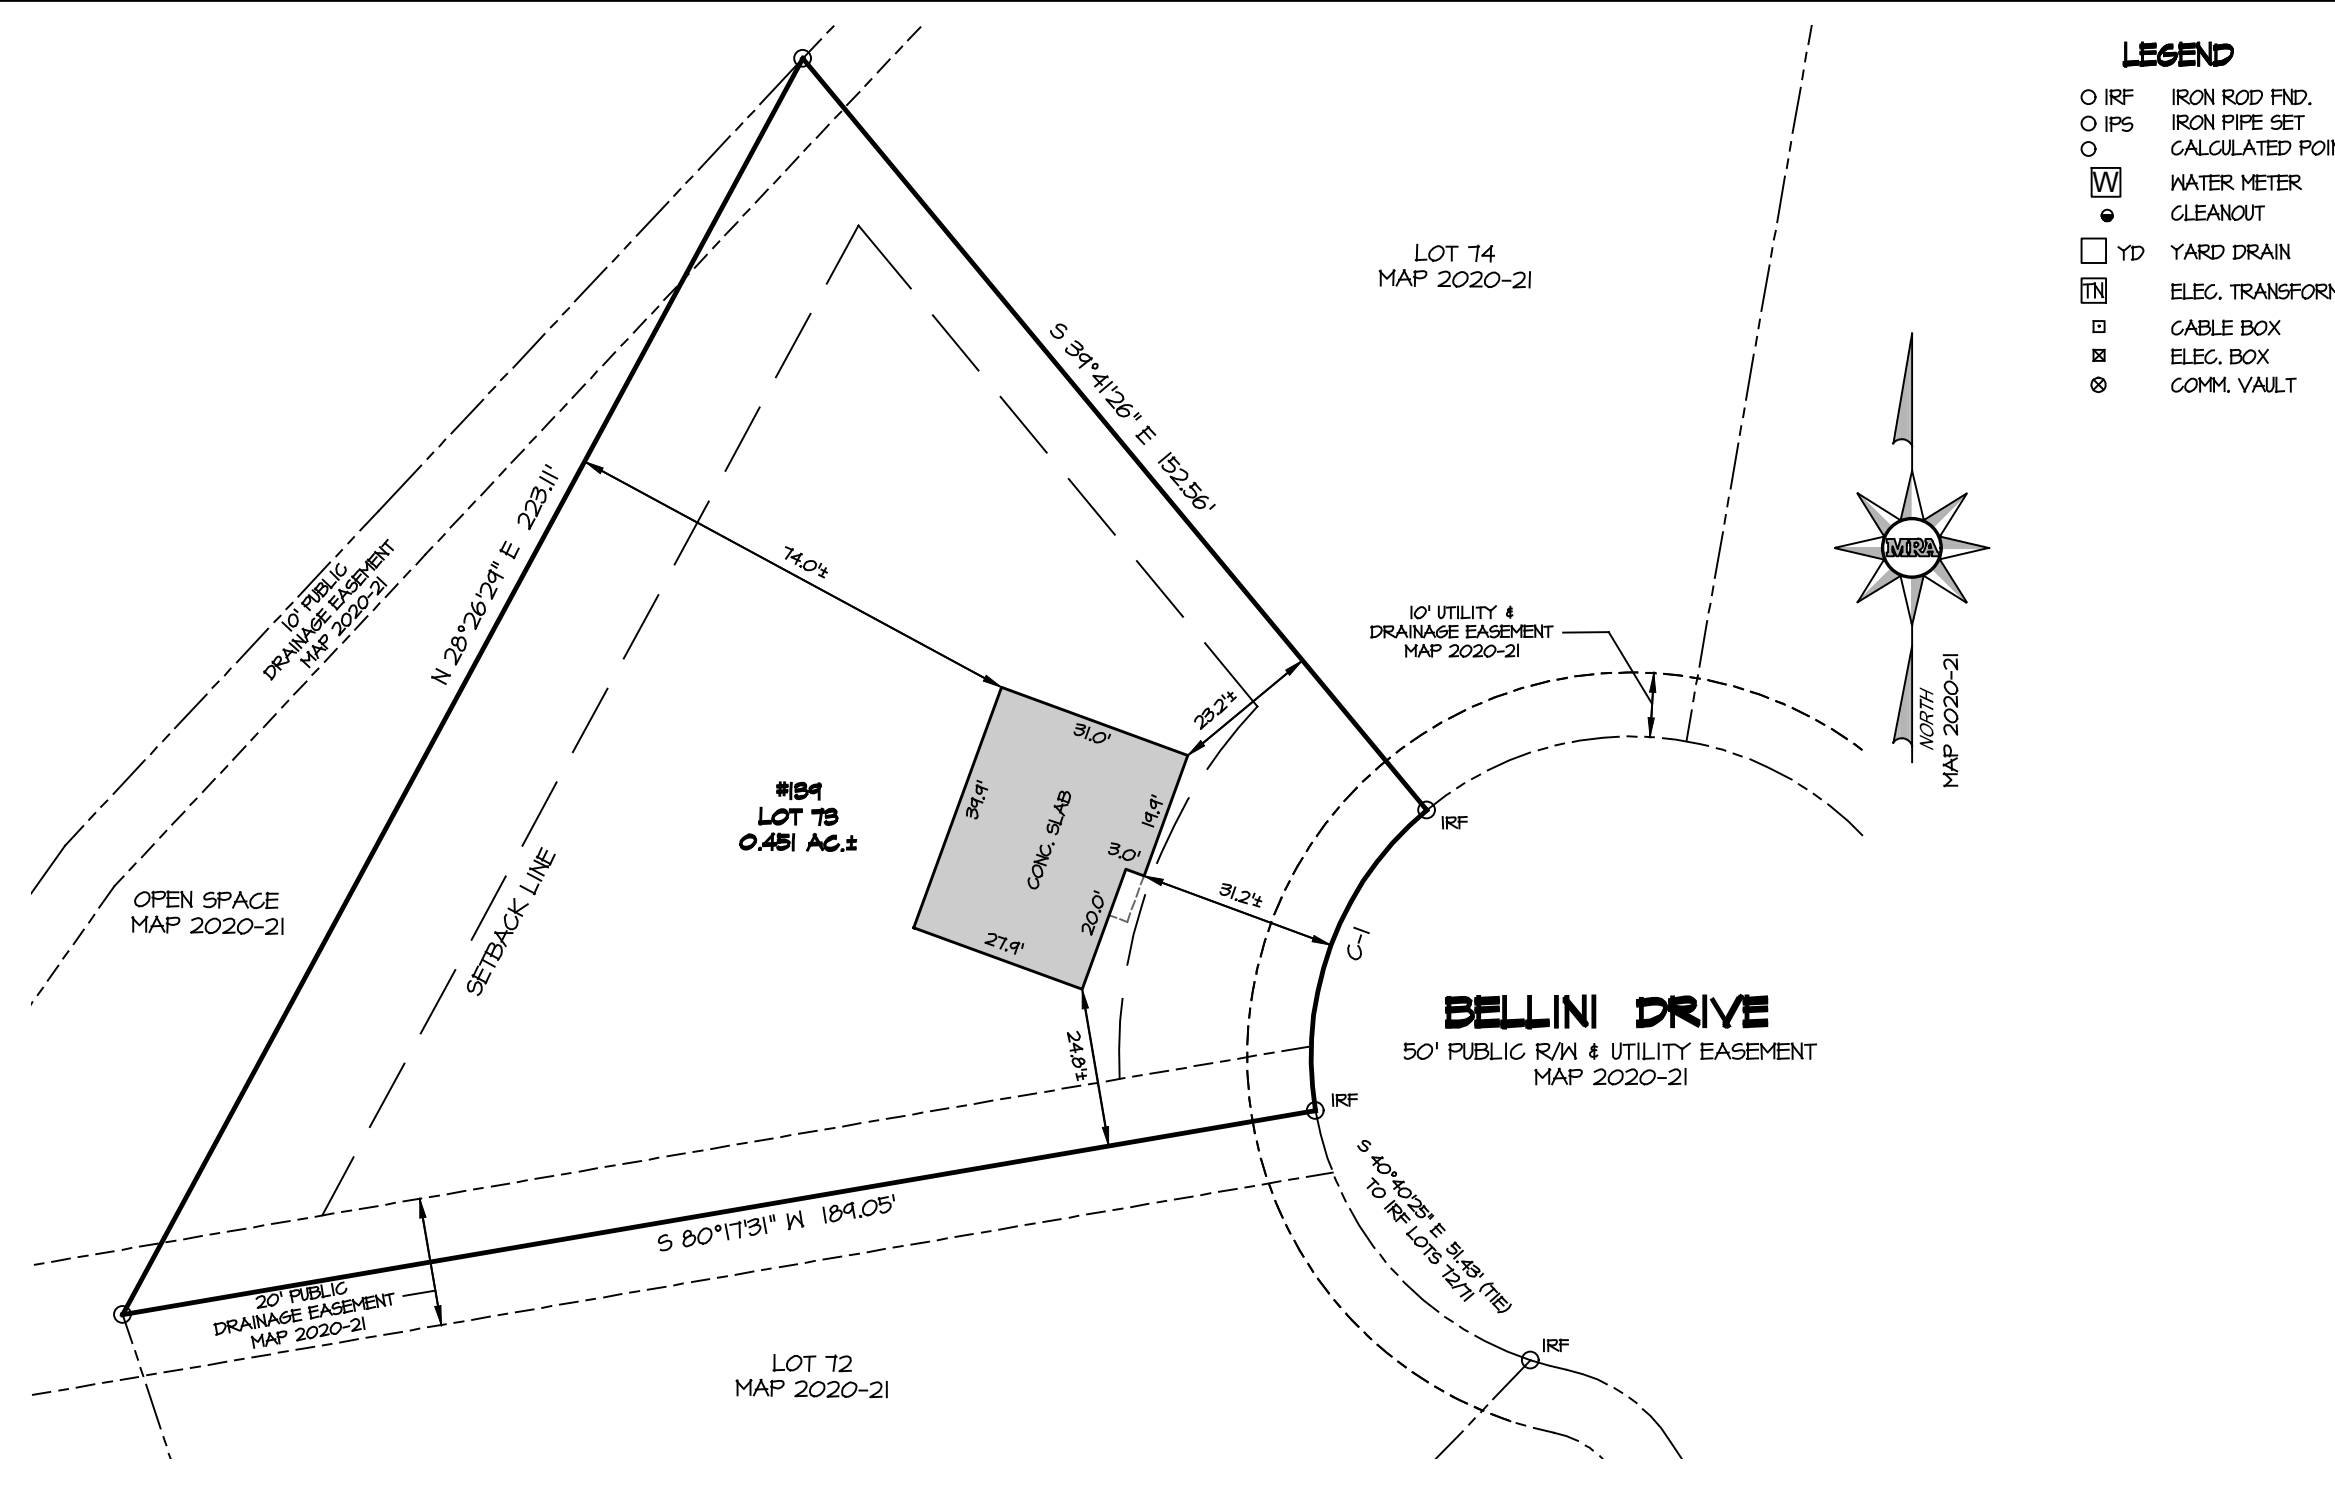 LEGEND
IRF IRON ROD FND.
IPS IRON PIPE SET
CALCULATED POIN
W WATER METER
CLEANOUT
YD YARD DRAIN
TN ELEC. TRANSFORM
CABLE BOX
ELEC. BOX
COMM. VAULT
LOT 74
MAP 2020-21
S 39°41'26" E 152.56'
N 28°26'29" E 223.11'
10' PUBLIC
DRAINAGE EASEMENT
MAP 2020-21
74.0'±
23.2'±
10' UTILITY &
DRAINAGE EASEMENT
MAP 2020-21
MRA
NORTH
MAP 2020-21
#139
LOT 73
0.451 AC.±
31.0'
39.9'
CONC. SLAB
19.9'
3.0'
20.0'
27.9'
31.2'±
24.8'±
IRF
C-1
OPEN SPACE
MAP 2020-21
SETBACK LINE
BELLINI DRIVE
50' PUBLIC R/W & UTILITY EASEMENT
MAP 2020-21
IRF
S 80°17'31" W 189.05'
S 40°40'25" E 51.43' (TIE)
TO IRF LOTS 72/71
20' PUBLIC
DRAINAGE EASEMENT
MAP 2020-21
LOT 72
MAP 2020-21
IRF